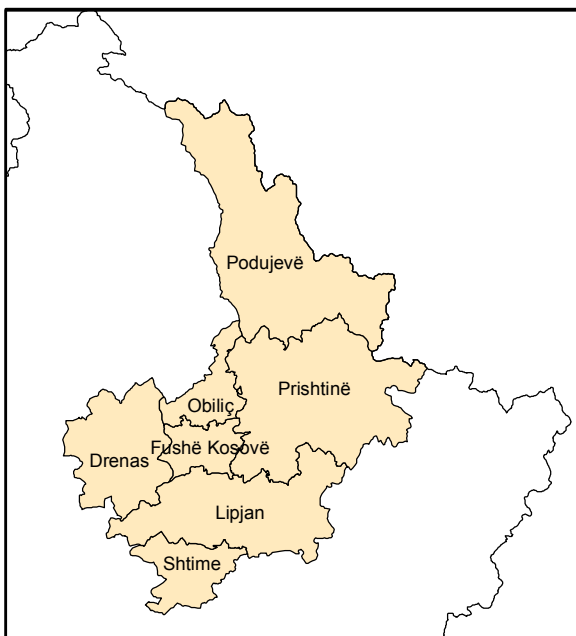 Podujevë
Prishtinë
Obiliç
Fushë Kosovë
Drenas
Lipjan
Shtime